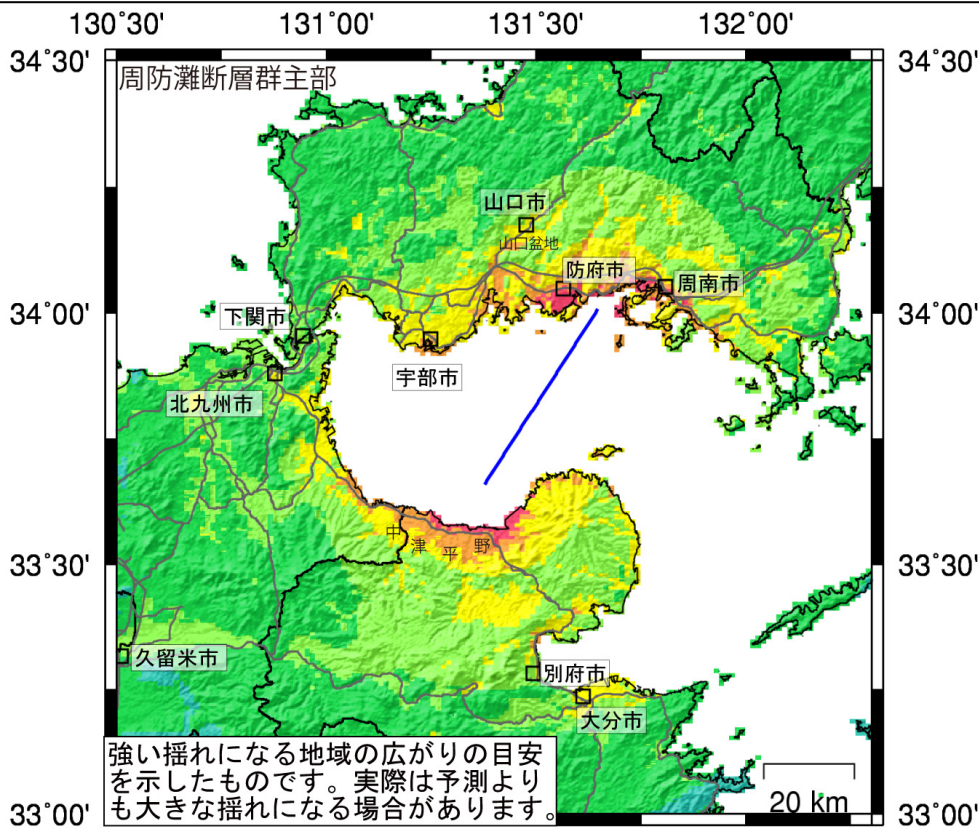 130˚30' 131˚00' 131˚30' 132˚00'
34˚30' 34˚30'
周防灘断層群主部
山口市
山口盆地
防府市
周南市
34˚00' 34˚00'
下関市
宇部市
北九州市
中津平野
33˚30' 33˚30'
久留米市
別府市
大分市
強い揺れになる地域の広がりの目安
を示したものです。実際は予測より
も大きな揺れになる場合があります。
20 km
33˚00' 33˚00'